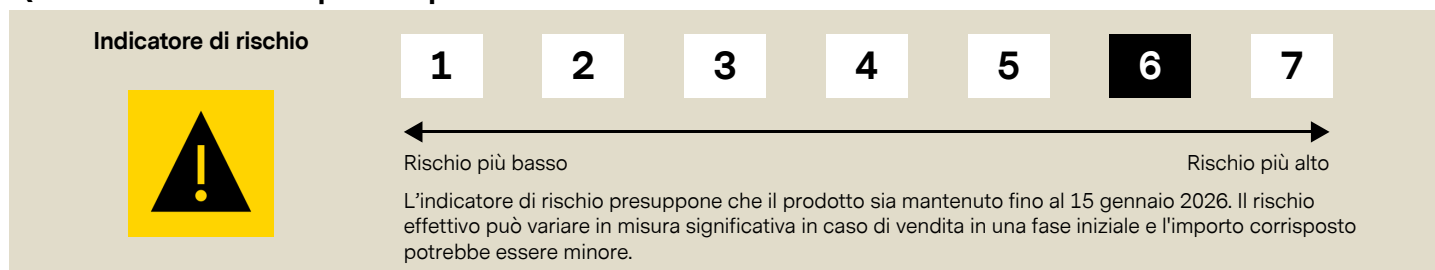 Indicatore di rischio
1 2 3 4 5 6 7
Rischio più basso Rischio più alto
L'indicatore di rischio presuppone che il prodotto sia mantenuto fino al 15 gennaio 2026. Il rischio
effettivo può variare in misura significativa in caso di vendita in una fase iniziale e l'importo corrisposto
potrebbe essere minore.